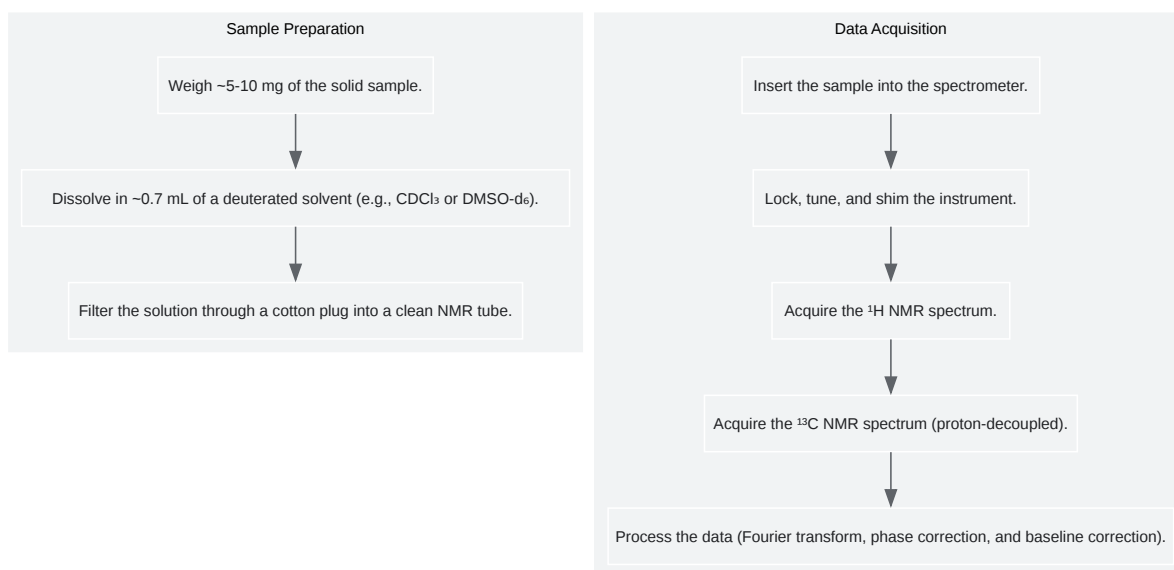 Sample Preparation
Weigh ~5-10 mg of the solid sample.
Dissolve in ~0.7 mL of a deuterated solvent (e.g., CDCl₃ or DMSO-d₆).
Filter the solution through a cotton plug into a clean NMR tube.
Data Acquisition
Insert the sample into the spectrometer.
Lock, tune, and shim the instrument.
Acquire the ¹H NMR spectrum.
Acquire the ¹³C NMR spectrum (proton-decoupled).
Process the data (Fourier transform, phase correction, and baseline correction).